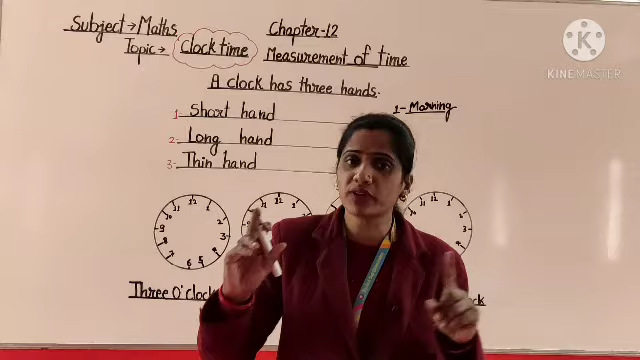 Subject → Maths
Chapter-12
Topic →
Clock time
Measurement of time
A clock has three hands.
1- Short hand
1- Morning
2- Long hand
3- Thin hand
Three O'clock
KINEMASTER